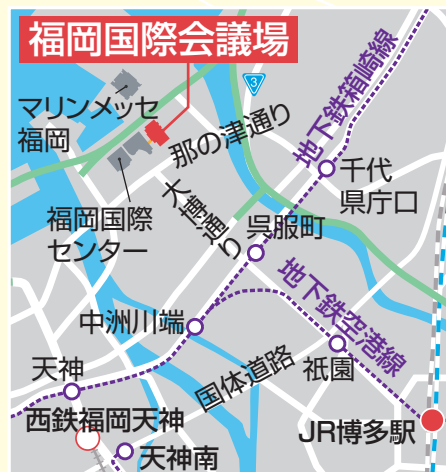 福岡国際会議場
マリンメッセ
福岡
3
那の津通り
地下鉄箱崎線
千代
県庁口
福岡国際
センター
大博通り
呉服町
地下鉄空港線
中洲川端
国体道路
祇園
天神
西鉄福岡天神
JR博多駅
天神南